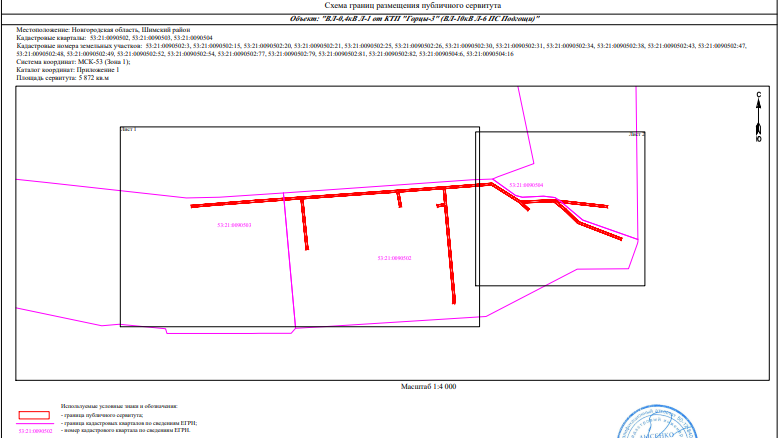 Схема границ размещения публичного сервитута
Объект: "ВЛ-0,4кВ Л-1 от КТП "Горцы-3" (ВЛ-10кВ Л-6 ПС Подгощи)"
Местоположение: Новгородская область, Шимский район
Кадастровые кварталы: 53:21:0090502, 53:21:0090503, 53:21:0090504
Кадастровые номера земельных участков: 53:21:0090502:3, 53:21:0090502:15, 53:21:0090502:20, 53:21:0090502:21, 53:21:0090502:25, 53:21:0090502:26, 53:21:0090502:30, 53:21:0090502:31, 53:21:0090502:34, 53:21:0090502:38, 53:21:0090502:43, 53:21:0090502:47,
53:21:0090502:48, 53:21:0090502:49, 53:21:0090502:52, 53:21:0090502:54, 53:21:0090502:77, 53:21:0090502:79, 53:21:0090502:81, 53:21:0090502:82, 53:21:0090504:6, 53:21:0090504:16
Система координат: МСК-53 (Зона 1);
Каталог координат: Приложение 1
Площадь сервитута: 5 872 кв.м
С
Ю
Лист 1
Лист 2
53:21:0090504
53:21:0090503
53:21:0090502
Масштаб 1:4 000
Используемые условные знаки и обозначения:
- граница публичного сервитута;
- граница кадастровых кварталов по сведениям ЕГРН;
53:21:0090502 - номер кадастрового квартала по сведениям ЕГРН.